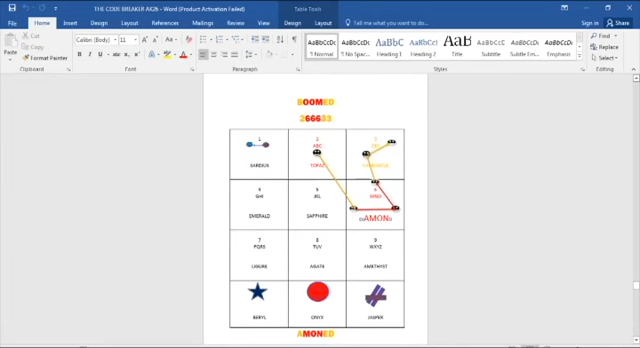 THE CODE BREAKER AK26 - Word (Product Activation Failed)
Table Tools
Sign in
Share
File
Home
Insert
Design
Layout
References
Mailings
Review
View
Design
Layout
Tell me what you want to do
Cut
Copy
Format Painter
Paste
Clipboard
Calibri (Body)
11
Font
Paragraph
AaBbCcDc
¶ Normal
AaBbCcDc
¶ No Spac...
AaBbC
Heading 1
AaBbCc
Heading 2
AaB
Title
AaBbCcC
Subtitle
AaBbCcDc
Subtle Em...
AaBbCcDc
Emphasis
Styles
Find
Replace
Select
Editing
BOOMED
266633
1
SARDIUS
2
ABC
TOPAZ
3
4
GHI
EMERALD
5
JKL
SAPPHIRE
6
MNO
DIAMOND
7
PQRS
LIGURE
8
TUV
AGATE
9
WXYZ
AMETHYST
BERYL
ONYX
JASPER
AMONED